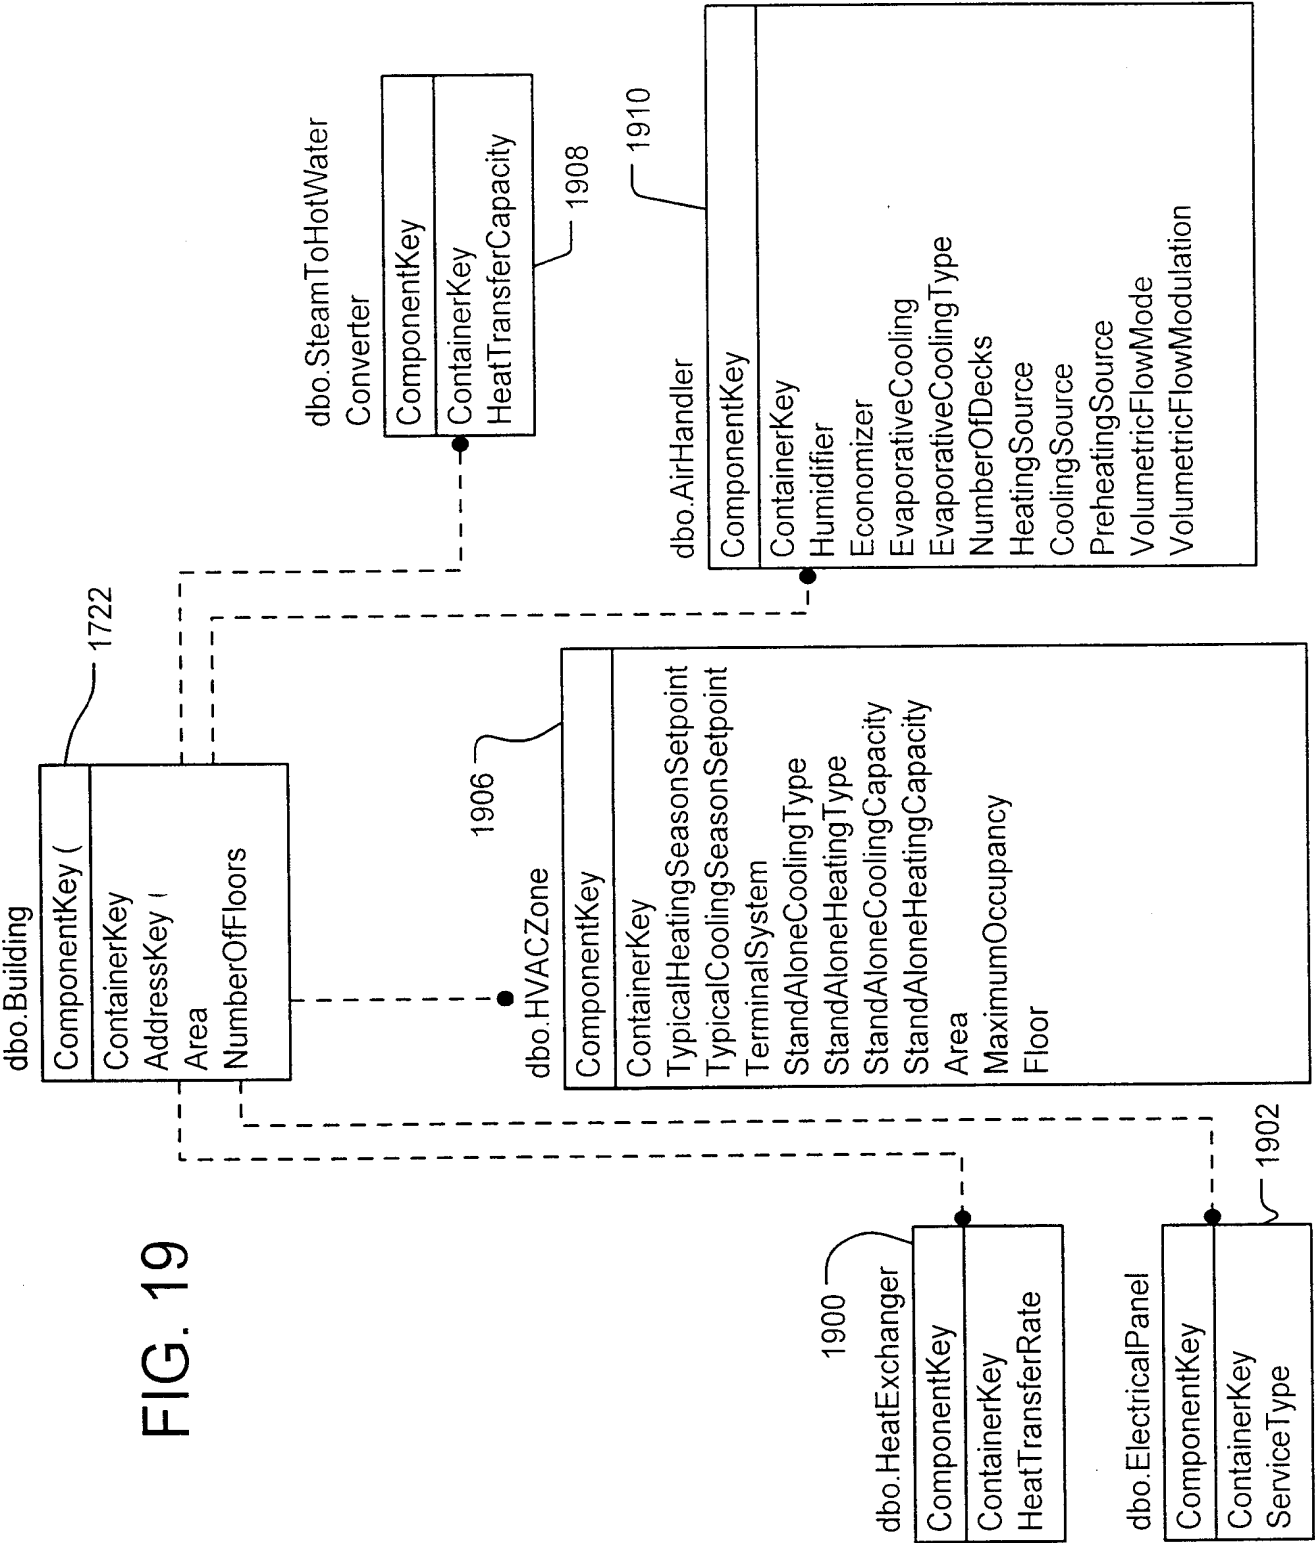 FIG. 19
dbo.Building
ComponentKey (
ContainerKey
AddressKey (
Area
NumberOfFloors
1722
dbo.SteamToHotWater
Converter
ComponentKey
ContainerKey
HeatTransferCapacity
1908
1900
dbo.HeatExchanger
ComponentKey
ContainerKey
HeatTransferRate
dbo.ElectricalPanel
ComponentKey
ContainerKey
ServiceType
1902
1906
dbo.HVACZone
ComponentKey
ContainerKey
TypicalHeatingSeasonSetpoint
TypicalCoolingSeasonSetpoint
TerminalSystem
StandAloneCoolingType
StandAloneHeatingType
StandAloneCoolingCapacity
StandAloneHeatingCapacity
Area
MaximumOccupancy
Floor
dbo.AirHandler
1910
ComponentKey
ContainerKey
Humidifier
Economizer
EvaporativeCooling
EvaporativeCoolingType
NumberOfDecks
HeatingSource
CoolingSource
PreheatingSource
VolumetricFlowMode
VolumetricFlowModulation